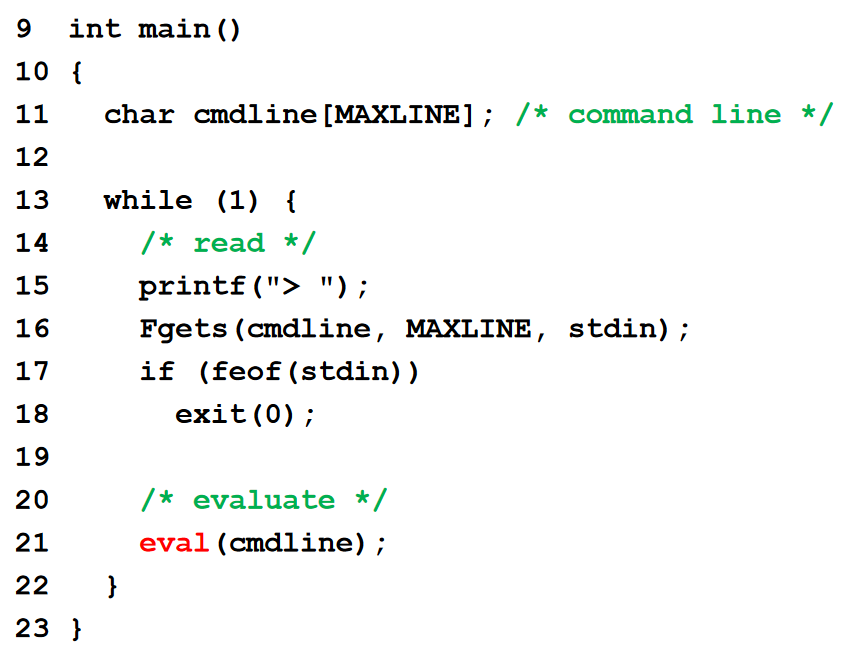 9  int main()
10 {
11   char cmdline[MAXLINE]; /* command line */
12
13   while (1) {
14     /* read */
15     printf("> ");
16     Fgets(cmdline, MAXLINE, stdin);
17     if (feof(stdin))
18       exit(0);
19
20     /* evaluate */
21     eval(cmdline);
22   }
23 }